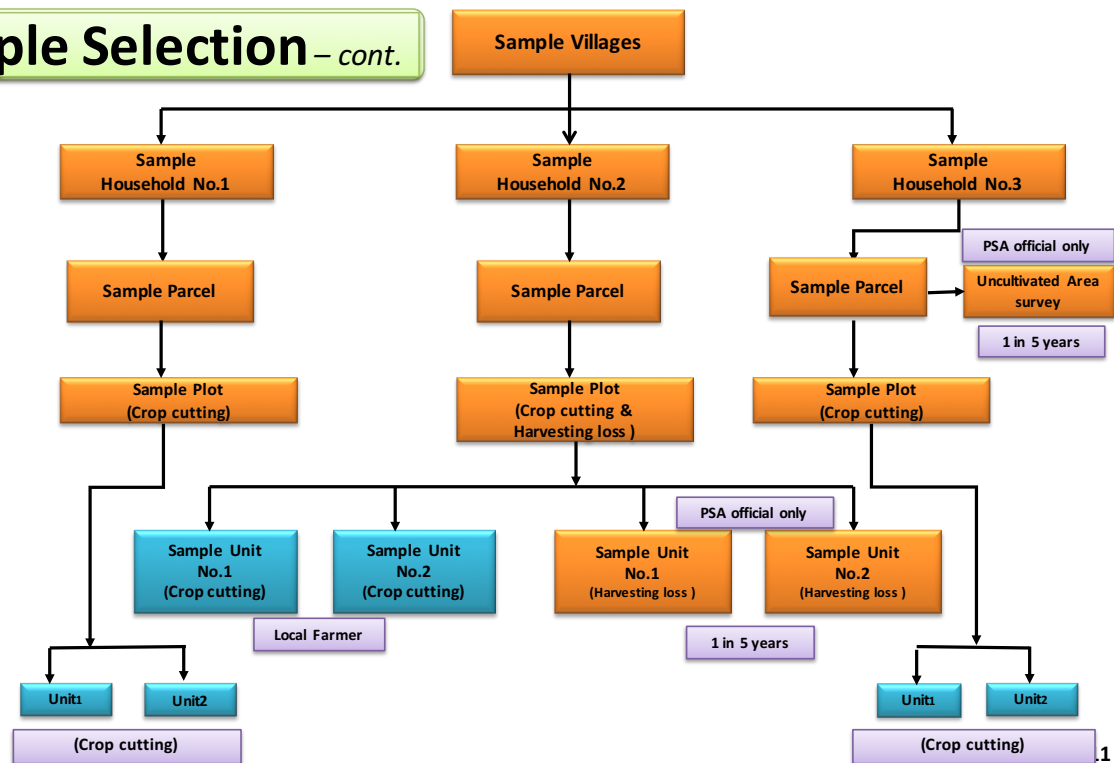 ple Selection – cont.
Sample Villages
Sample
Household No.1
Sample
Household No.2
Sample
Household No.3
PSA official only
Sample Parcel
Sample Parcel
Sample Parcel
Uncultivated Area
survey
1 in 5 years
Sample Plot
(Crop cutting)
Sample Plot
(Crop cutting &
Harvesting loss )
Sample Plot
(Crop cutting)
PSA official only
Sample Unit
No.1
(Crop cutting)
Sample Unit
No.2
(Crop cutting)
Sample Unit
No.1
(Harvesting loss )
Sample Unit
No.2
(Harvesting loss )
Local Farmer
1 in 5 years
Unit1
Unit2
Unit1
Unit2
(Crop cutting)
(Crop cutting)
.1